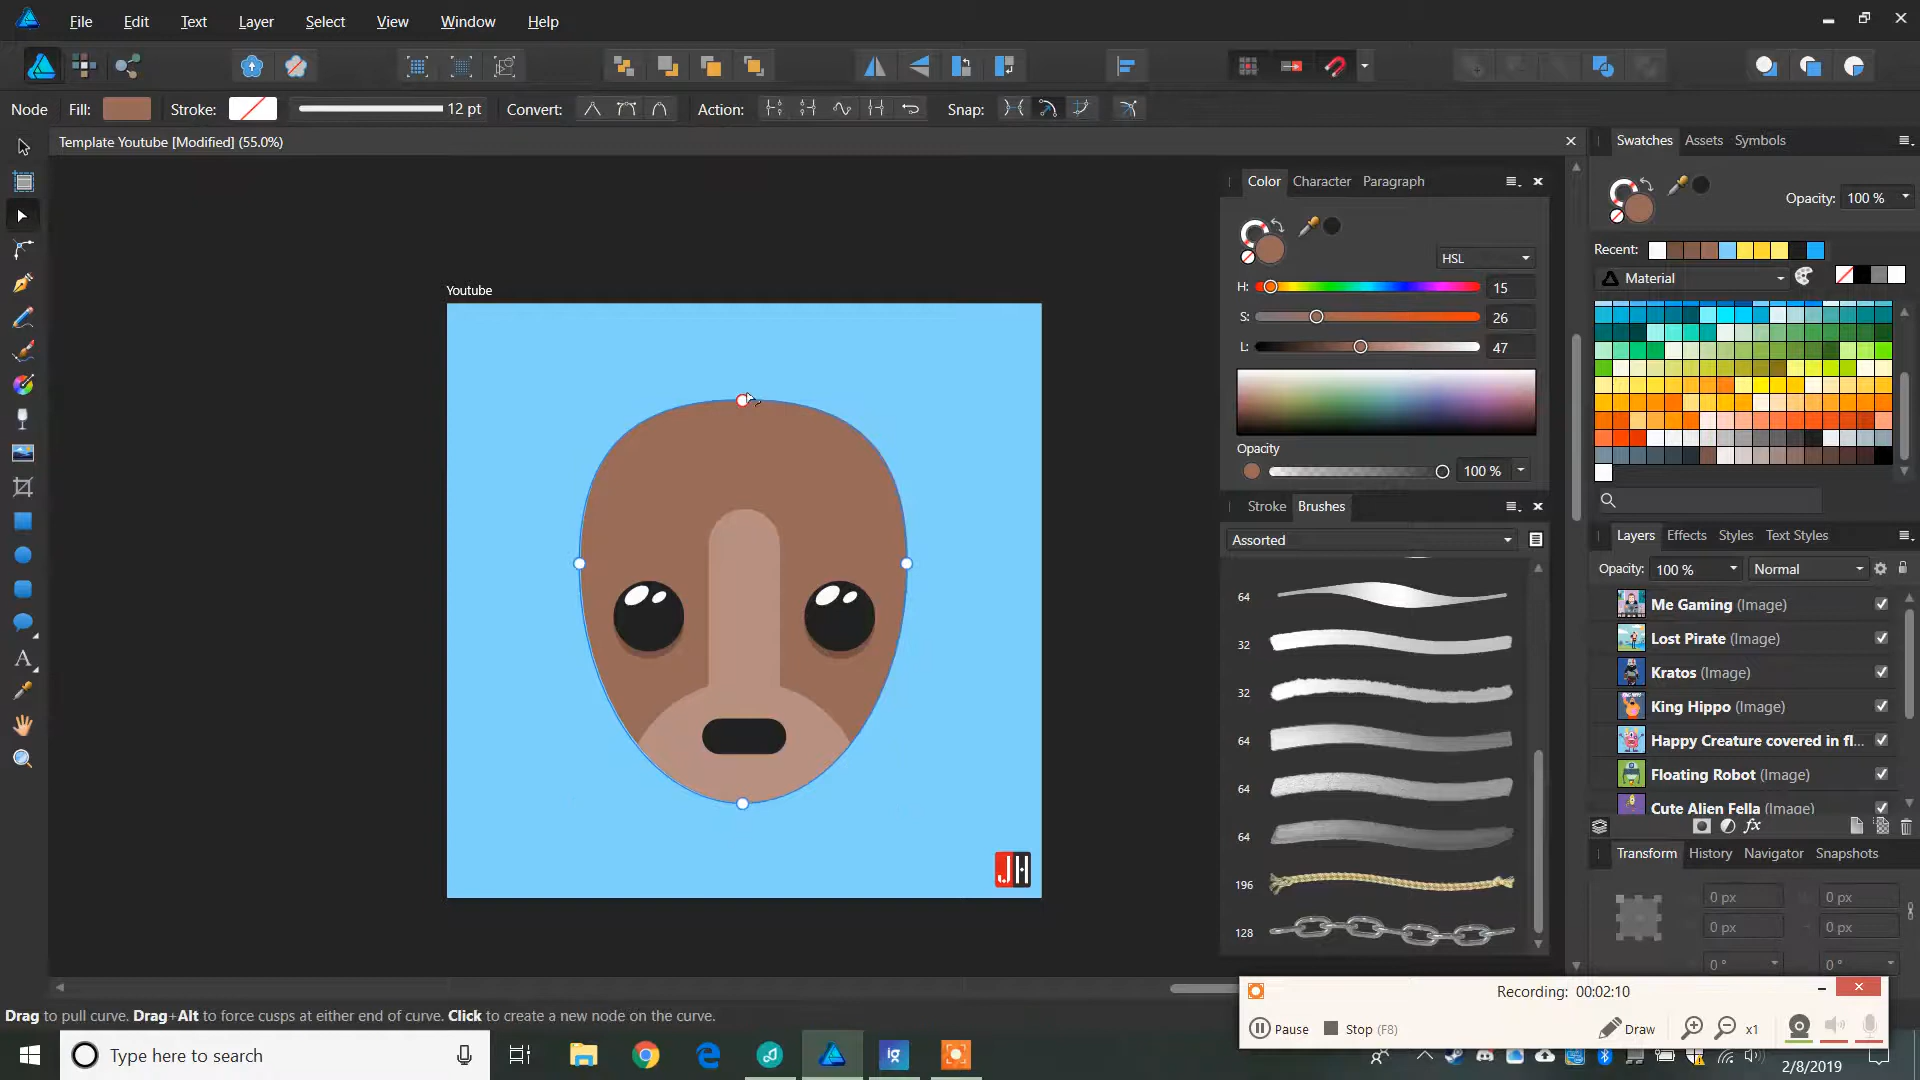 File Edit Text Layer Select View Window Help
Node Fill: Stroke: 12 pt Convert: Action: Snap:
Template Youtube [Modified] (55.0%)
Youtube
JH
Color Character Paragraph
HSL
H: 15
S: 26
L: 47
Opacity
100 %
Stroke Brushes
Assorted
64
32
32
64
64
64
196
128
Swatches Assets Symbols
Opacity: 100 %
Recent:
Material
Layers Effects Styles Text Styles
Opacity: 100 % Normal
Me Gaming (Image)
Lost Pirate (Image)
Kratos (Image)
King Hippo (Image)
Happy Creature covered in fl...
Floating Robot (Image)
Cute Alien Fella (Image)
fx
Transform History Navigator Snapshots
0 px 0 px
0 px 0 px
0 ° 0 °
Recording: 00:02:10
Pause Stop (F8) Draw x1
Drag to pull curve. Drag+Alt to force cusps at either end of curve. Click to create a new node on the curve.
Type here to search
ig
2/8/2019